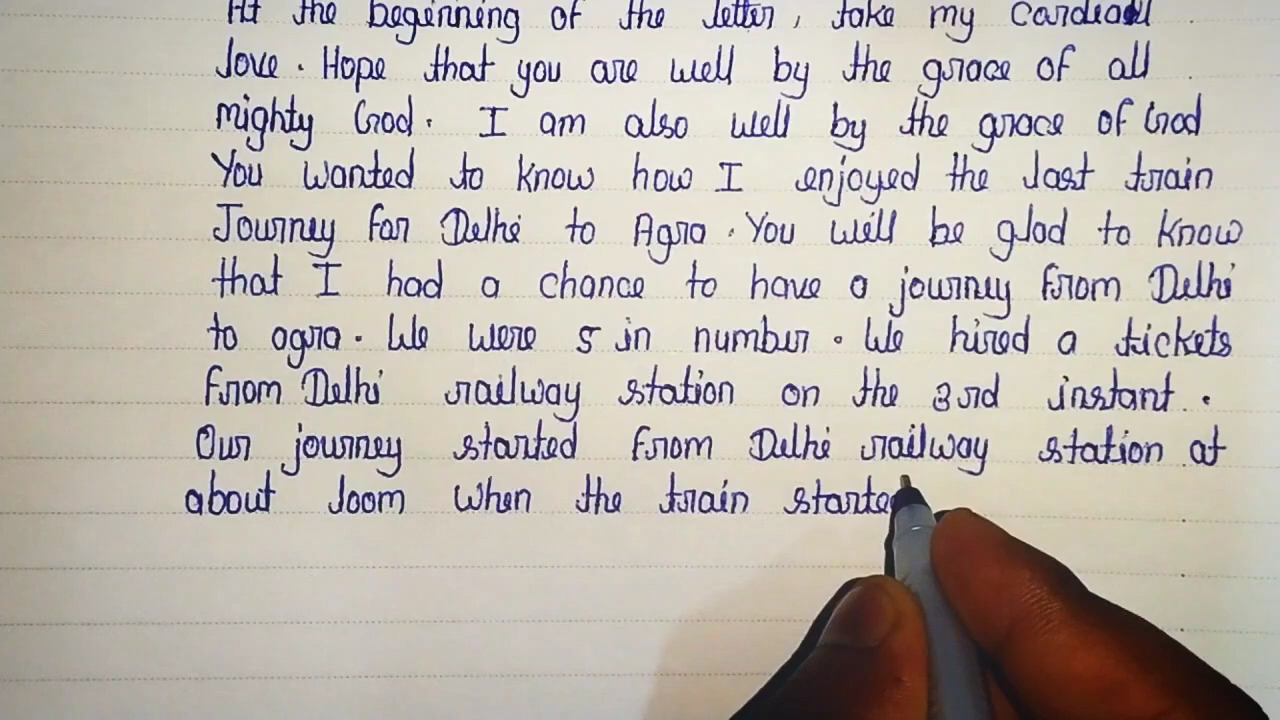 At the beginning of the letter, take my Cardeadl
love. Hope that you are well by the grace of all
mighty God. I am also well by the grace of God
You wanted to know how I enjoyed the last train
Journey for Delhi to Agra. You will be glad to know
that I had a chance to have a journey from Delhi
to agra. We were 5 in number. We hired a tickets
from Delhi railway station on the 3rd instant.
Our journey started from Delhi railway station at
about loom when the train starte